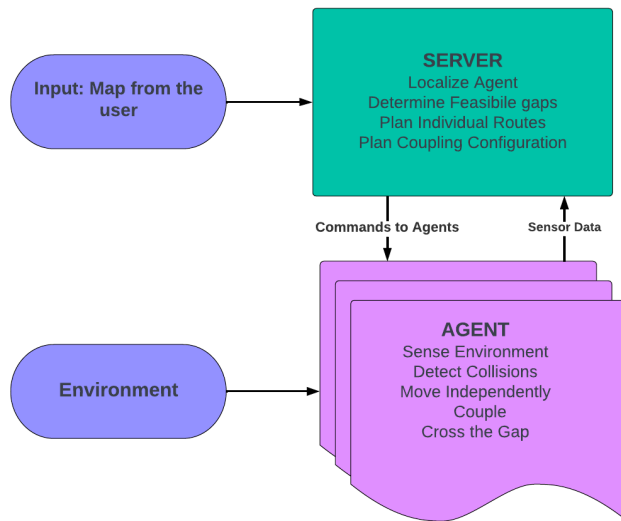 Input: Map from the
user
SERVER
Localize Agent
Determine Feasibile gaps
Plan Individual Routes
Plan Coupling Configuration
Commands to Agents
Sensor Data
Environment
AGENT
Sense Environment
Detect Collisions
Move Independently
Couple
Cross the Gap